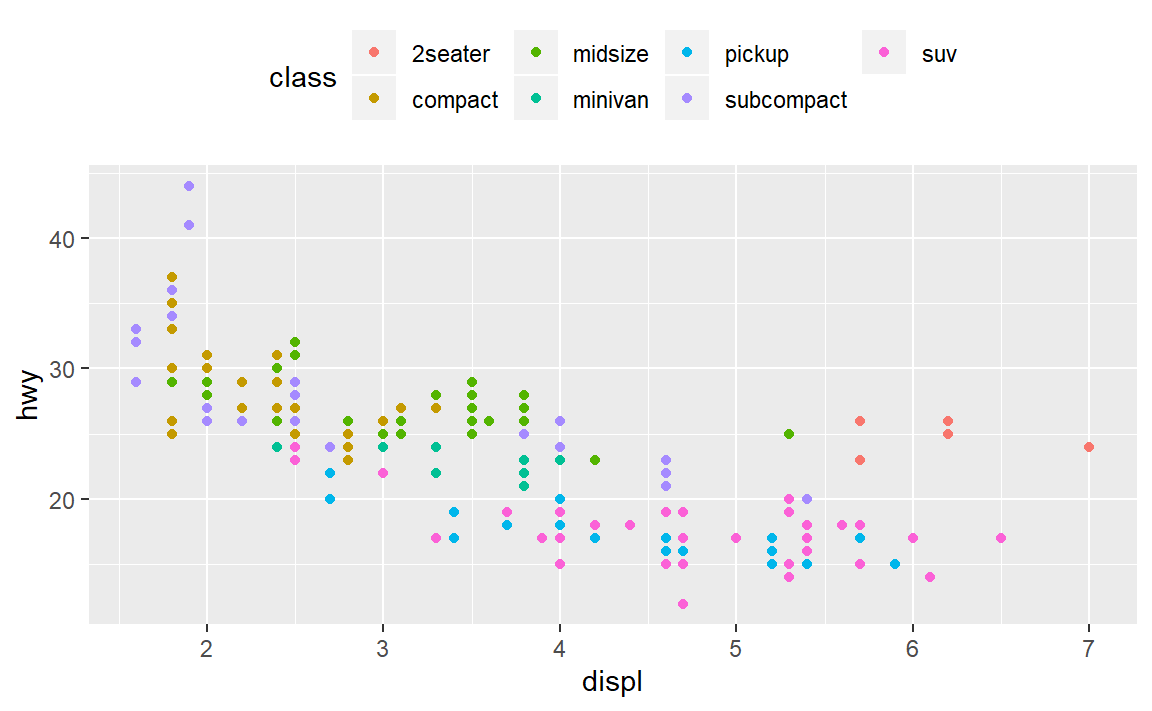 2seater midsize pickup suv
class
compact minivan subcompact
40
30
20
hwy
2 3 4 5 6 7
displ